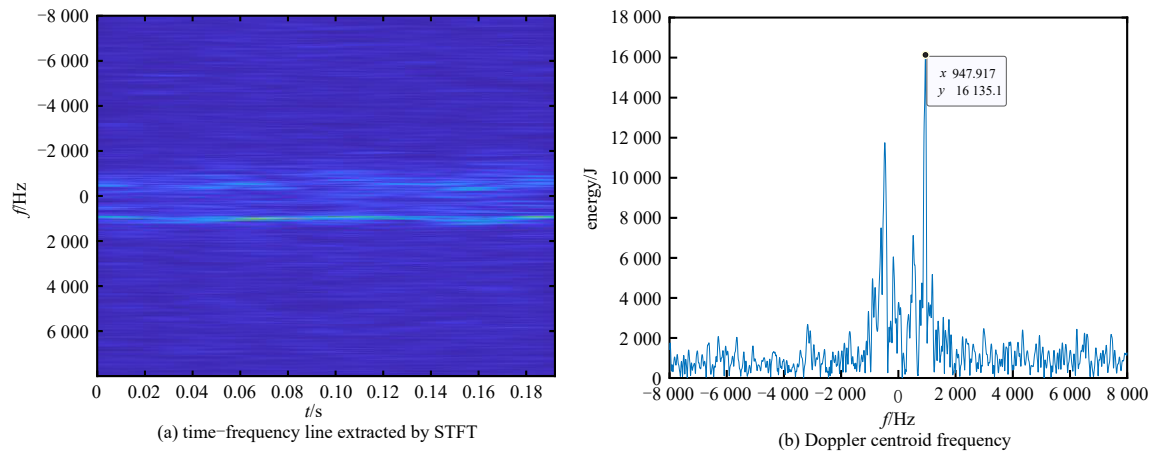 −8 000
−6 000
−4 000
−2 000
0
2 000
4 000
6 000
f/Hz
0 0.02 0.04 0.06 0.08 0.10 0.12 0.14 0.16 0.18
t/s
(a) time−frequency line extracted by STFT
18 000
16 000
14 000
12 000
10 000
8 000
6 000
4 000
2 000
0
energy/J
x 947.917
y 16 135.1
−8 000 −6 000 −4 000 −2 000 0 2 000 4 000 6 000 8 000
f/Hz
(b) Doppler centroid frequency